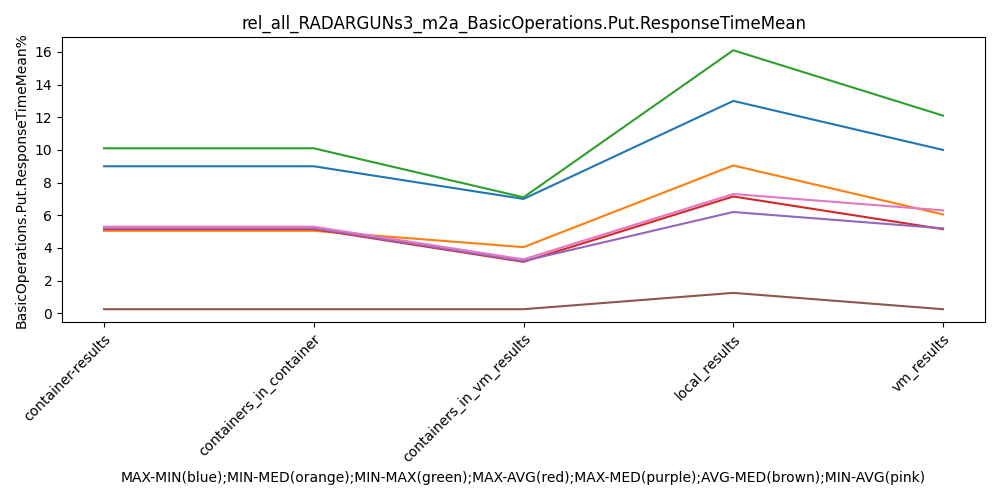 rel_all_RADARGUNs3_m2a_BasicOperations.Put.ResponseTimeMean
BasicOperations.Put.ResponseTimeMean%
16
14
12
10
8
6
4
2
0
container-results
containers_in_container
containers_in_vm_results
local_results
vm_results
MAX-MIN(blue);MIN-MED(orange);MIN-MAX(green);MAX-AVG(red);MAX-MED(purple);AVG-MED(brown);MIN-AVG(pink)